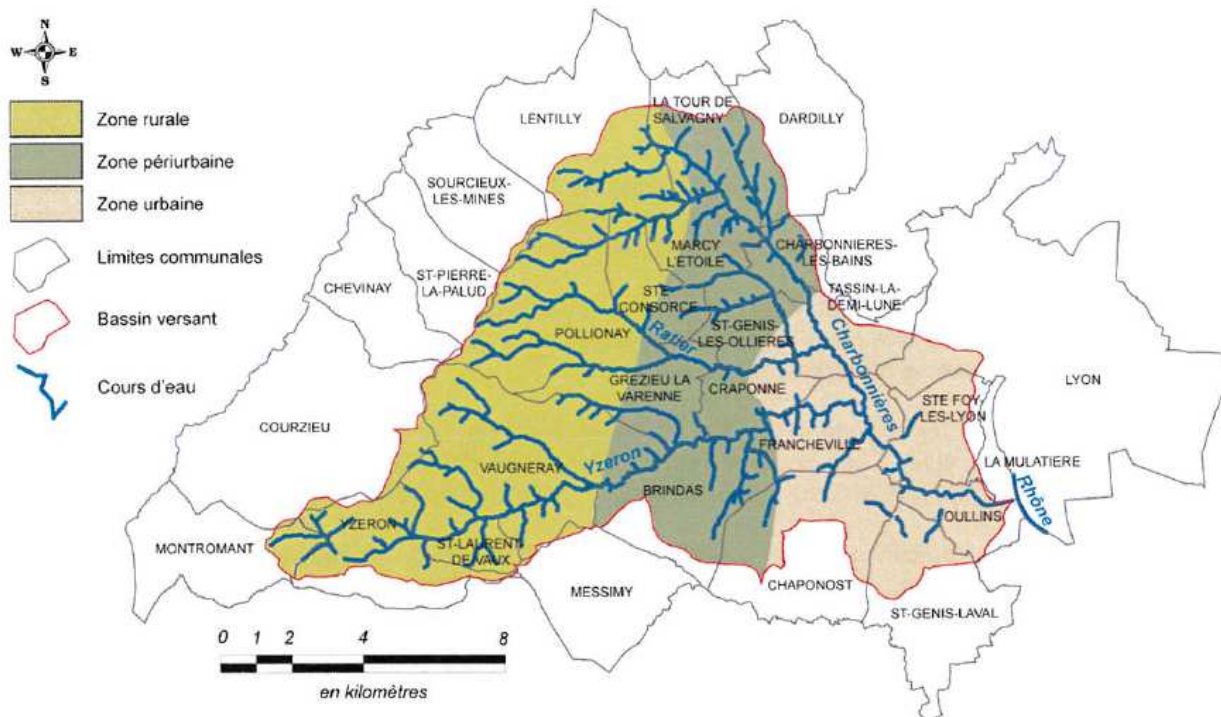 N
W E
S
Zone rurale
Zone périurbaine
Zone urbaine
Limites communales
Bassin versant
Cours d'eau
LENTILLY
LA TOUR DE
SALVAGNY
DARDILLY
SOURCIEUX-
LES-MINES
CHEVINAY
ST-PIERRE-
LA-PALUD
MARCY
L'ETOILE
CHARBONNIERES-
LES-BAINS
STE-
CONSORCE
TASSIN-LA-
DEMI-LUNE
POLLIONAY
Ratier
ST-GENIS-
LES-OLLIERES
Charbonnières
LYON
GREZIEU LA
VARENNE
CRAPONNE
STE FOY
LES-LYON
COURZIEU
FRANCHEVILLE
VAUGNERAY
Yzeron
LA MULATIERE
BRINDAS
Rhône
YZERON
OULLINS
MONTROMANT
ST-LAURENT-
DE-VAUX
MESSIMY
CHAPONOST
ST-GENIS-LAVAL
0 1 2 4 8
en kilomètres